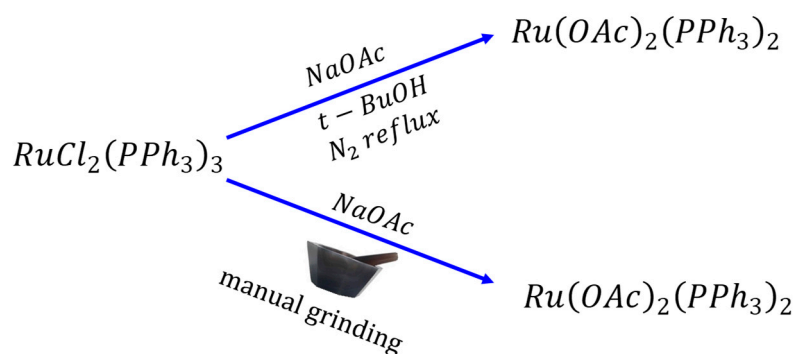 Ru(OAc)₂(PPh₃)₂
NaOAc
t − BuOH
N₂ reflux
RuCl₂(PPh₃)₃
NaOAc
manual grinding
Ru(OAc)₂(PPh₃)₂